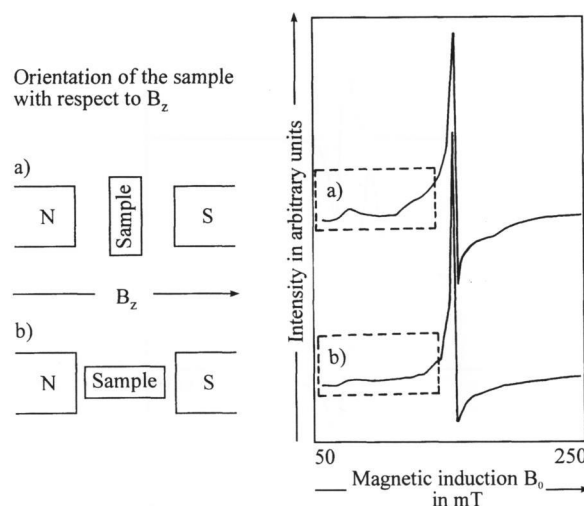 Orientation of the sample
with respect to B_z
a)
N
Sample
S
B_z
b)
N
Sample
S
Intensity in arbitrary units
a)
b)
50
250
Magnetic induction B_0
in mT